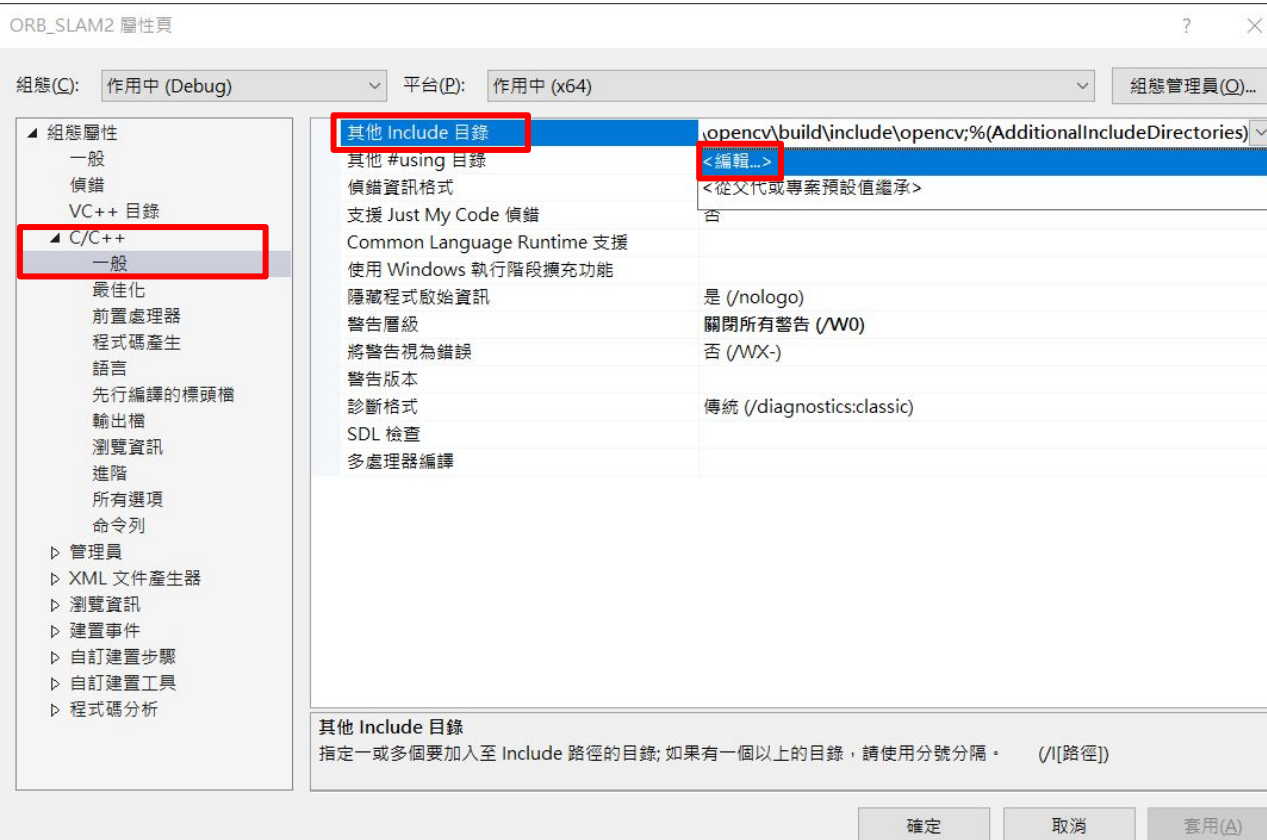 ORB_SLAM2 屬性頁
組態(C): 作用中 (Debug) 平台(P): 作用中 (x64) 組態管理員(O)...
組態屬性
一般
偵錯
VC++ 目錄
C/C++
一般
最佳化
前置處理器
程式碼產生
語言
先行編譯的標頭檔
輸出檔
瀏覽資訊
進階
所有選項
命令列
管理員
XML 文件產生器
瀏覽資訊
建置事件
自訂建置步驟
自訂建置工具
程式碼分析
其他 Include 目錄 \opencv\build\include\opencv;%(AdditionalIncludeDirectories)
其他 #using 目錄 <編輯...>
偵錯資訊格式 <從父代或專案預設值繼承>
支援 Just My Code 偵錯 否
Common Language Runtime 支援
使用 Windows 執行階段擴充功能
隱藏程式啟始資訊 是 (/nologo)
警告層級 關閉所有警告 (/W0)
將警告視為錯誤 否 (/WX-)
警告版本
診斷格式 傳統 (/diagnostics:classic)
SDL 檢查
多處理器編譯
其他 Include 目錄
指定一或多個要加入至 Include 路徑的目錄; 如果有一個以上的目錄，請使用分號分隔。 (/I[路徑])
確定 取消 套用(A)